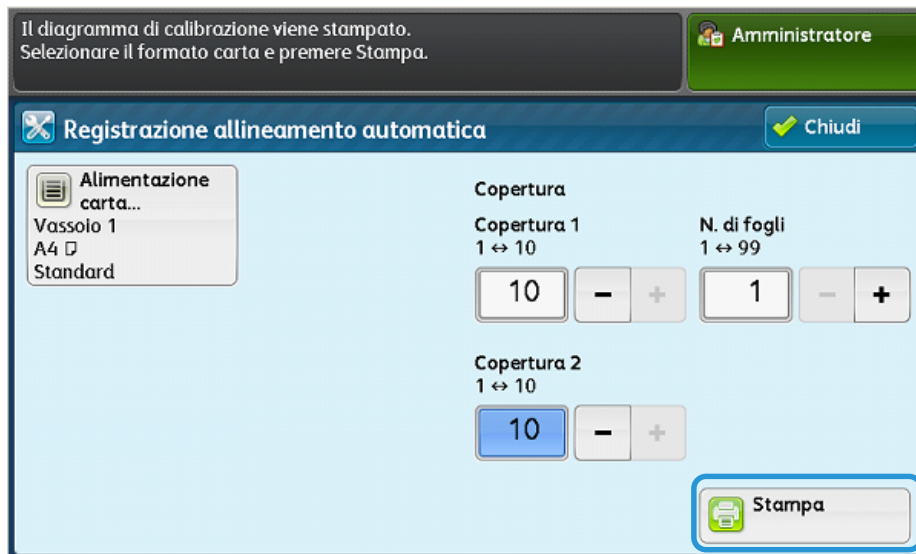 Il diagramma di calibrazione viene stampato.
Selezionare il formato carta e premere Stampa.
Amministratore
Registrazione allineamento automatica
Chiudi
Alimentazione
carta...
Vassoio 1
A4
Standard
Copertura
Copertura 1
1 ↔ 10
10
−
+
N. di fogli
1 ↔ 99
1
−
+
Copertura 2
1 ↔ 10
10
−
+
Stampa